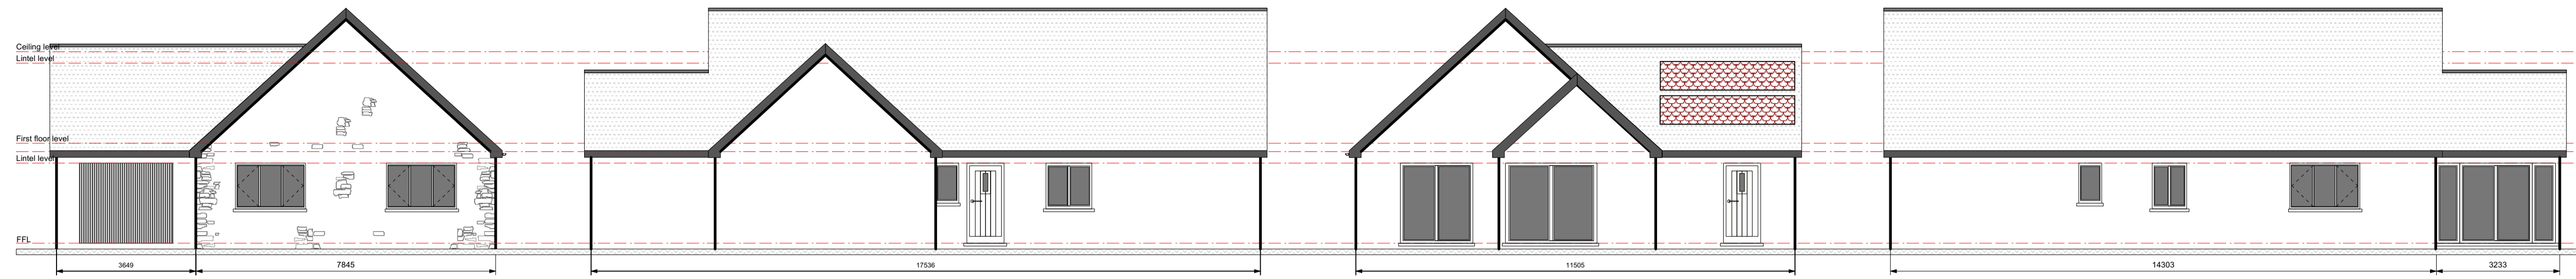 Ceiling level
Lintel level
First floor level
Lintel level
FFL
3649
7845
17536
11505
14303
3233